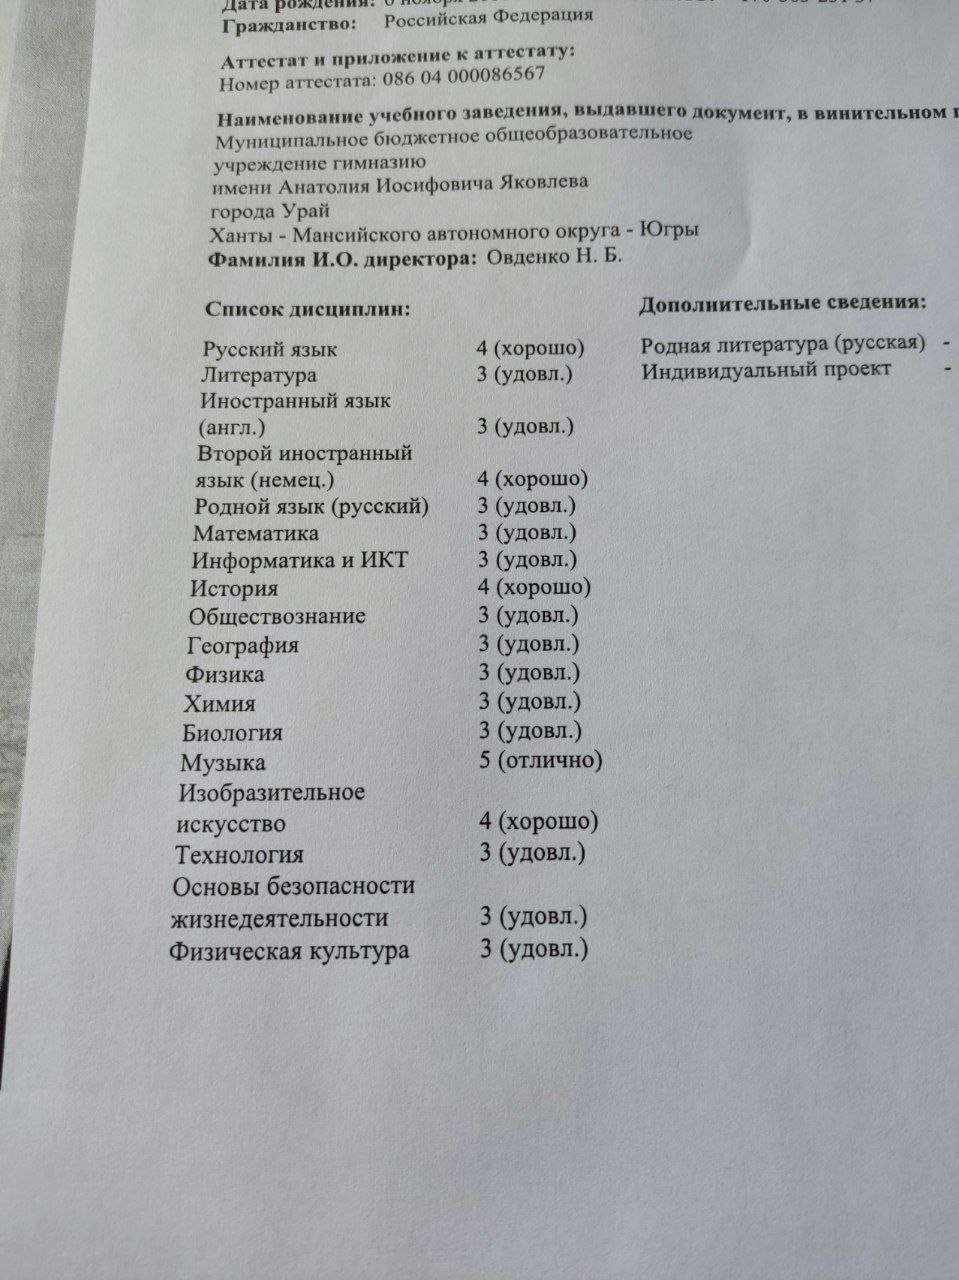 Дата рождения: 6 ноября
Гражданство: Российская Федерация
Аттестат и приложение к аттестату:
Номер аттестата: 086 04 000086567
Наименование учебного заведения, выдавшего документ, в винительном
Муниципальное бюджетное общеобразовательное
учреждение гимназию
имени Анатолия Иосифовича Яковлева
города Урай
Ханты - Мансийского автономного округа - Югры
Фамилия И.О. директора: Овденко Н. Б.
Список дисциплин:
Русский язык 4 (хорошо)
Литература 3 (удовл.)
Иностранный язык
(англ.) 3 (удовл.)
Второй иностранный
язык (немец.) 4 (хорошо)
Родной язык (русский) 3 (удовл.)
Математика 3 (удовл.)
Информатика и ИКТ 3 (удовл.)
История 4 (хорошо)
Обществознание 3 (удовл.)
География 3 (удовл.)
Физика 3 (удовл.)
Химия 3 (удовл.)
Биология 3 (удовл.)
Музыка 5 (отлично)
Изобразительное
искусство 4 (хорошо)
Технология 3 (удовл.)
Основы безопасности
жизнедеятельности 3 (удовл.)
Физическая культура 3 (удовл.)
Дополнительные сведения:
Родная литература (русская) -
Индивидуальный проект -